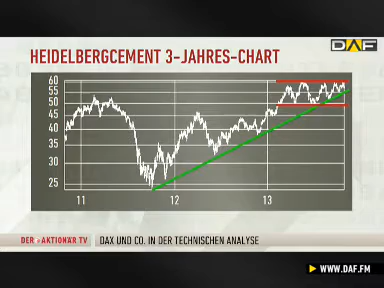 DAF
HEIDELBERGCEMENT 3-JAHRES-CHART
60
55
50
45
40
35
30
25
11
12
13
DER AKTIONÄR TV
DAX UND CO. IN DER TECHNISCHEN ANALYSE
WWW.DAF.FM